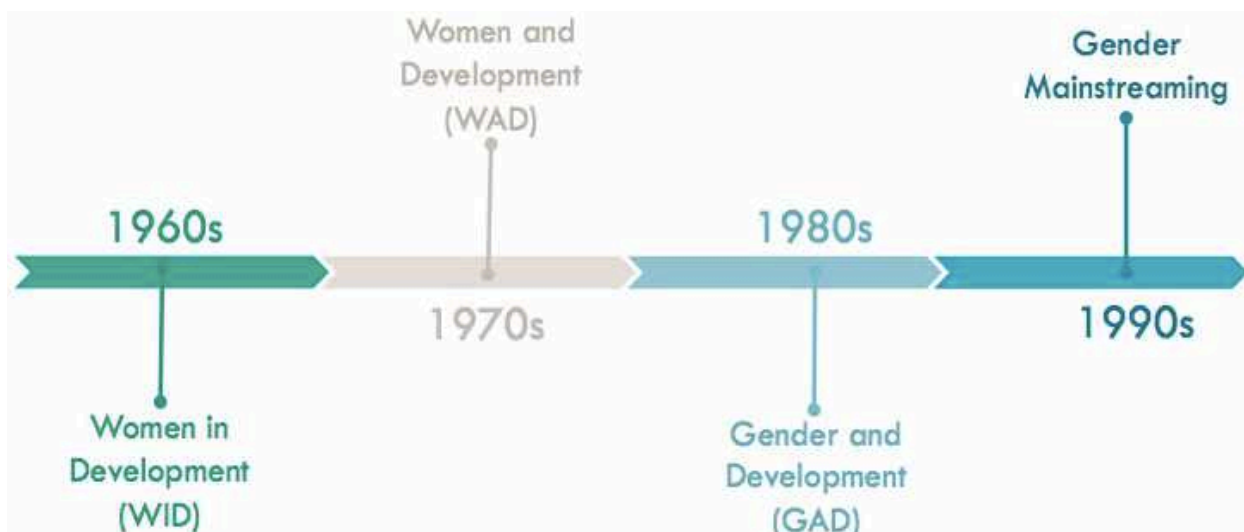 1960s
Women in
Development
(WID)
Women and
Development
(WAD)
1970s
1980s
Gender and
Development
(GAD)
Gender
Mainstreaming
1990s